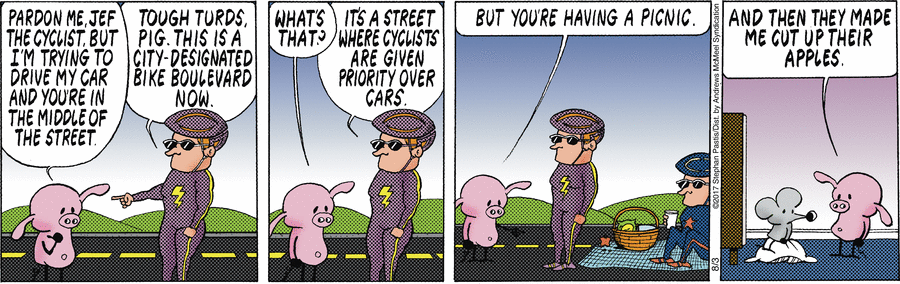 PARDON ME, JEF
THE CYCLIST, BUT
I'M TRYING TO
DRIVE MY CAR
AND YOU'RE IN
THE MIDDLE OF
THE STREET.
TOUGH TURDS,
PIG. THIS IS A
CITY-DESIGNATED
BIKE BOULEVARD
NOW.
WHAT'S
THAT?
IT'S A STREET
WHERE CYCLISTS
ARE GIVEN
PRIORITY OVER
CARS.
BUT YOU'RE HAVING A PICNIC.
©2017 Stephan Pastis/Dist. by Andrews McMeel Syndication
8/3
AND THEN THEY MADE
ME CUT UP THEIR
APPLES.